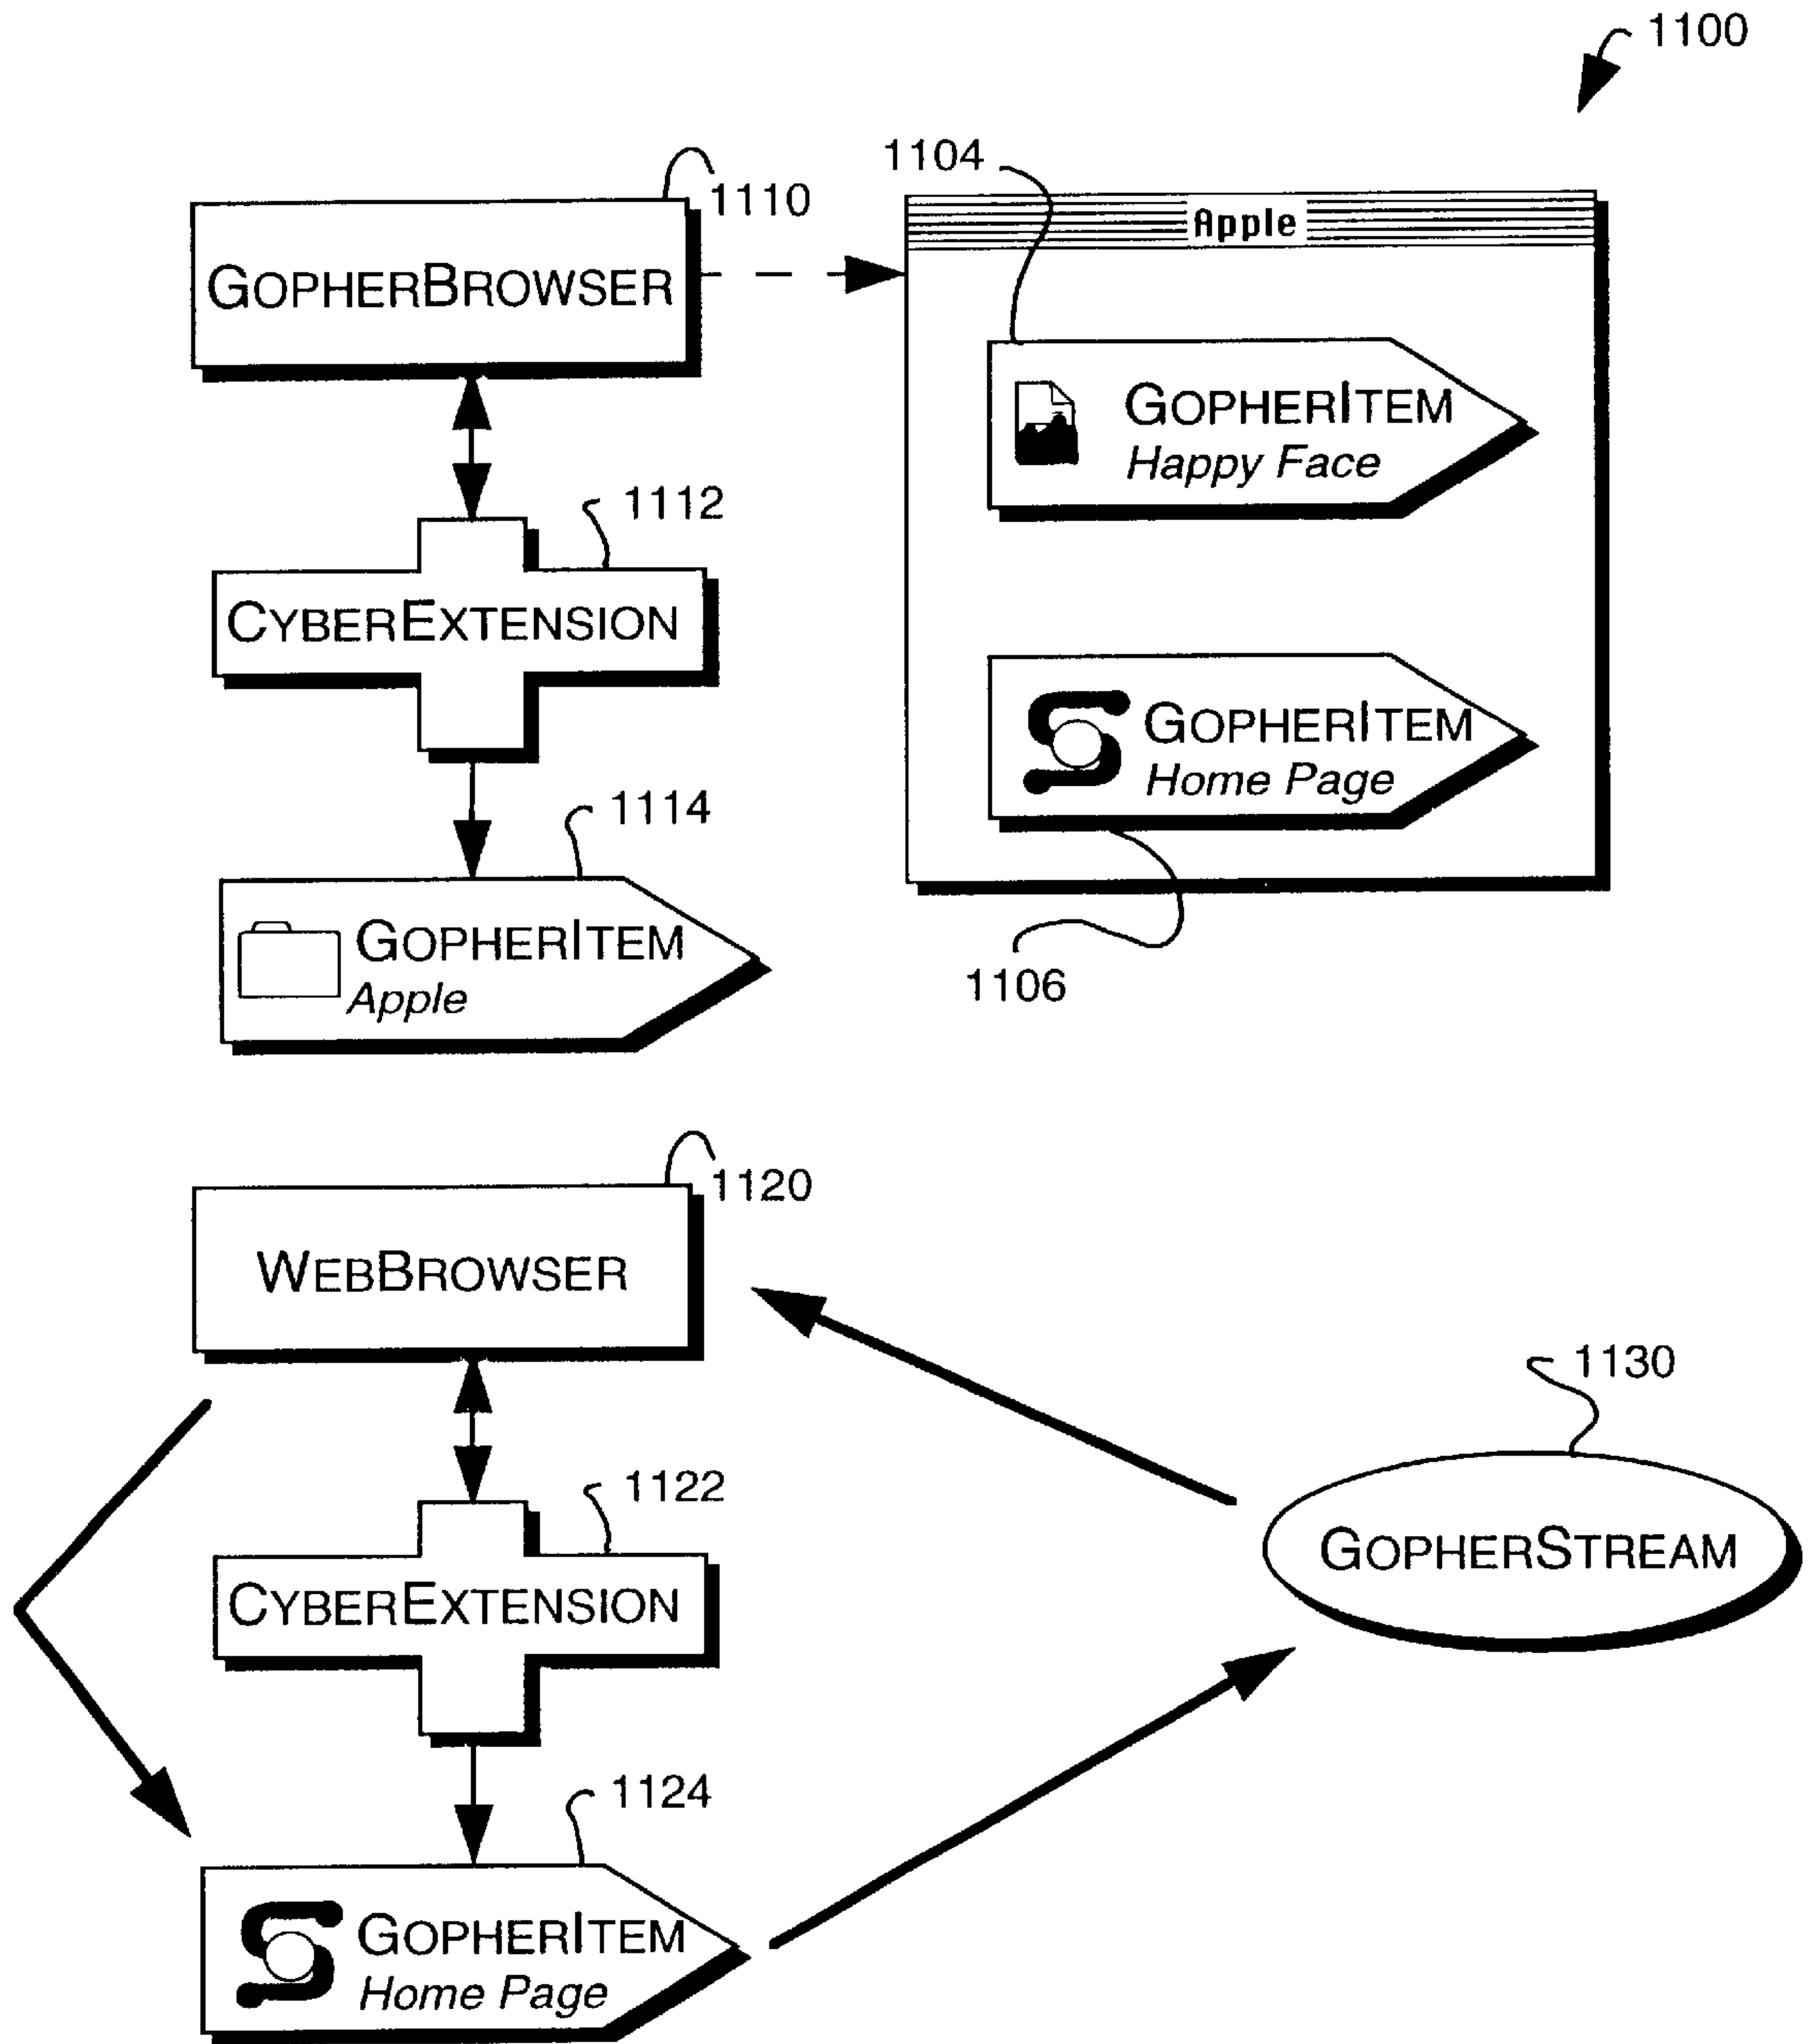 1100
1104
1110
Apple
GOPHERBROWSER
GOPHERITEM
Happy Face
1112
CYBEREXTENSION
GOPHERITEM
Home Page
1114
GOPHERITEM
Apple
1106
1120
WEBBROWSER
1130
1122
GOPHERSTREAM
CYBEREXTENSION
1124
GOPHERITEM
Home Page